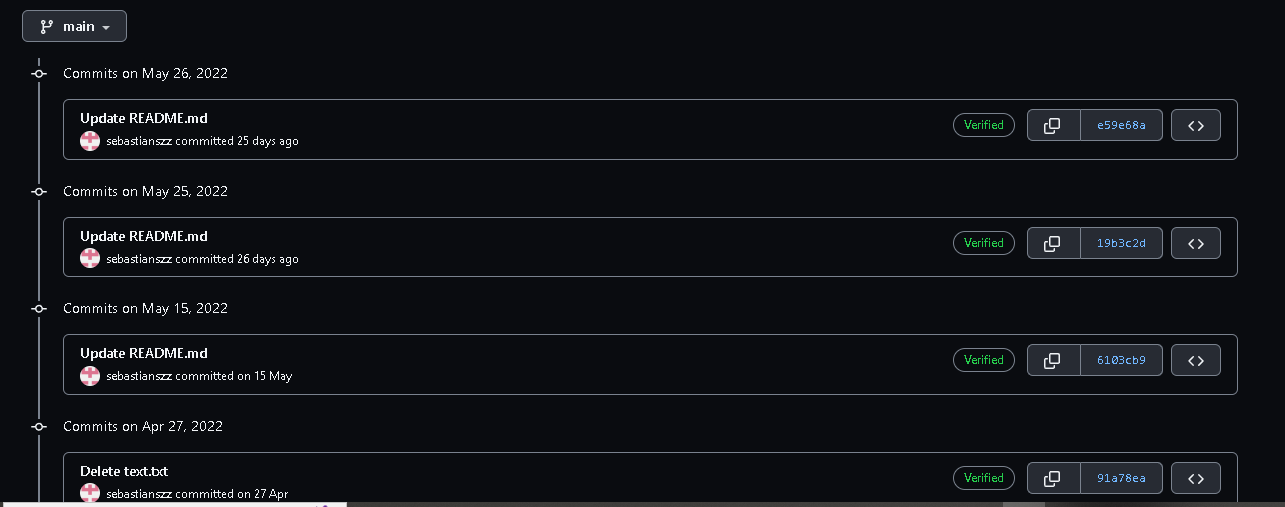 main
Commits on May 26, 2022
Update README.md
sebastianszz committed 25 days ago
Verified
e59e68a
Commits on May 25, 2022
Update README.md
sebastianszz committed 26 days ago
Verified
19b3c2d
Commits on May 15, 2022
Update README.md
sebastianszz committed on 15 May
Verified
6103cb9
Commits on Apr 27, 2022
Delete text.txt
sebastianszz committed on 27 Apr
Verified
91a78ea